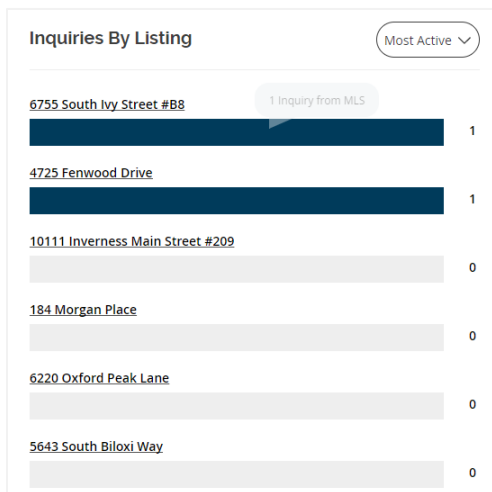 Inquiries By Listing
Most Active
6755 South Ivy Street #B8
1 Inquiry from MLS
1
4725 Fenwood Drive
1
10111 Inverness Main Street #209
0
184 Morgan Place
0
6220 Oxford Peak Lane
0
5643 South Biloxi Way
0